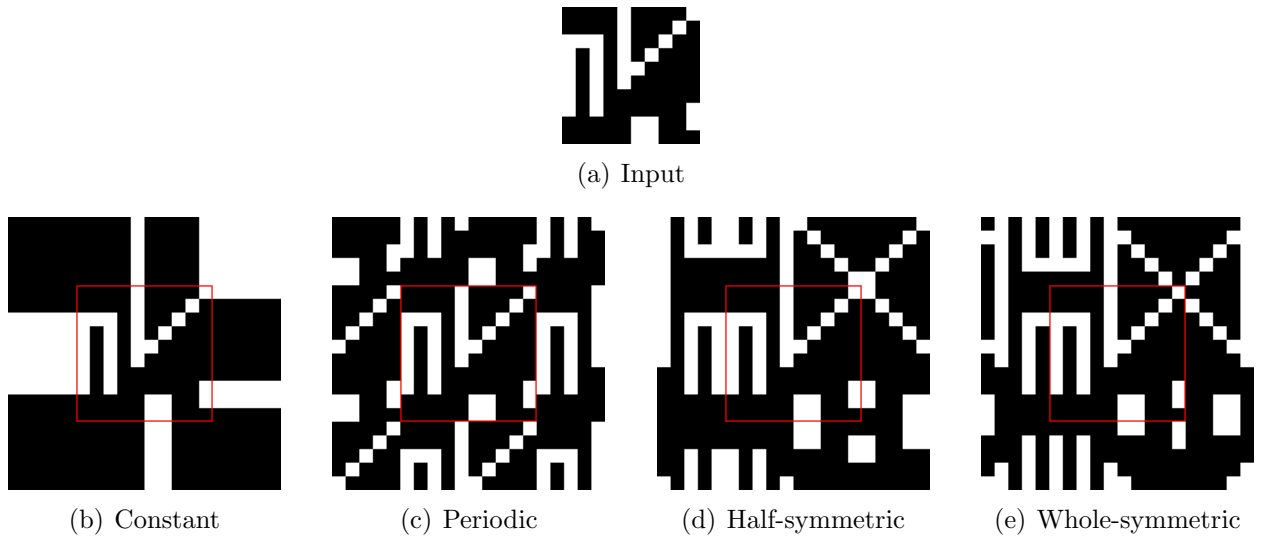 (a) Input
(b) Constant
(c) Periodic
(d) Half-symmetric
(e) Whole-symmetric